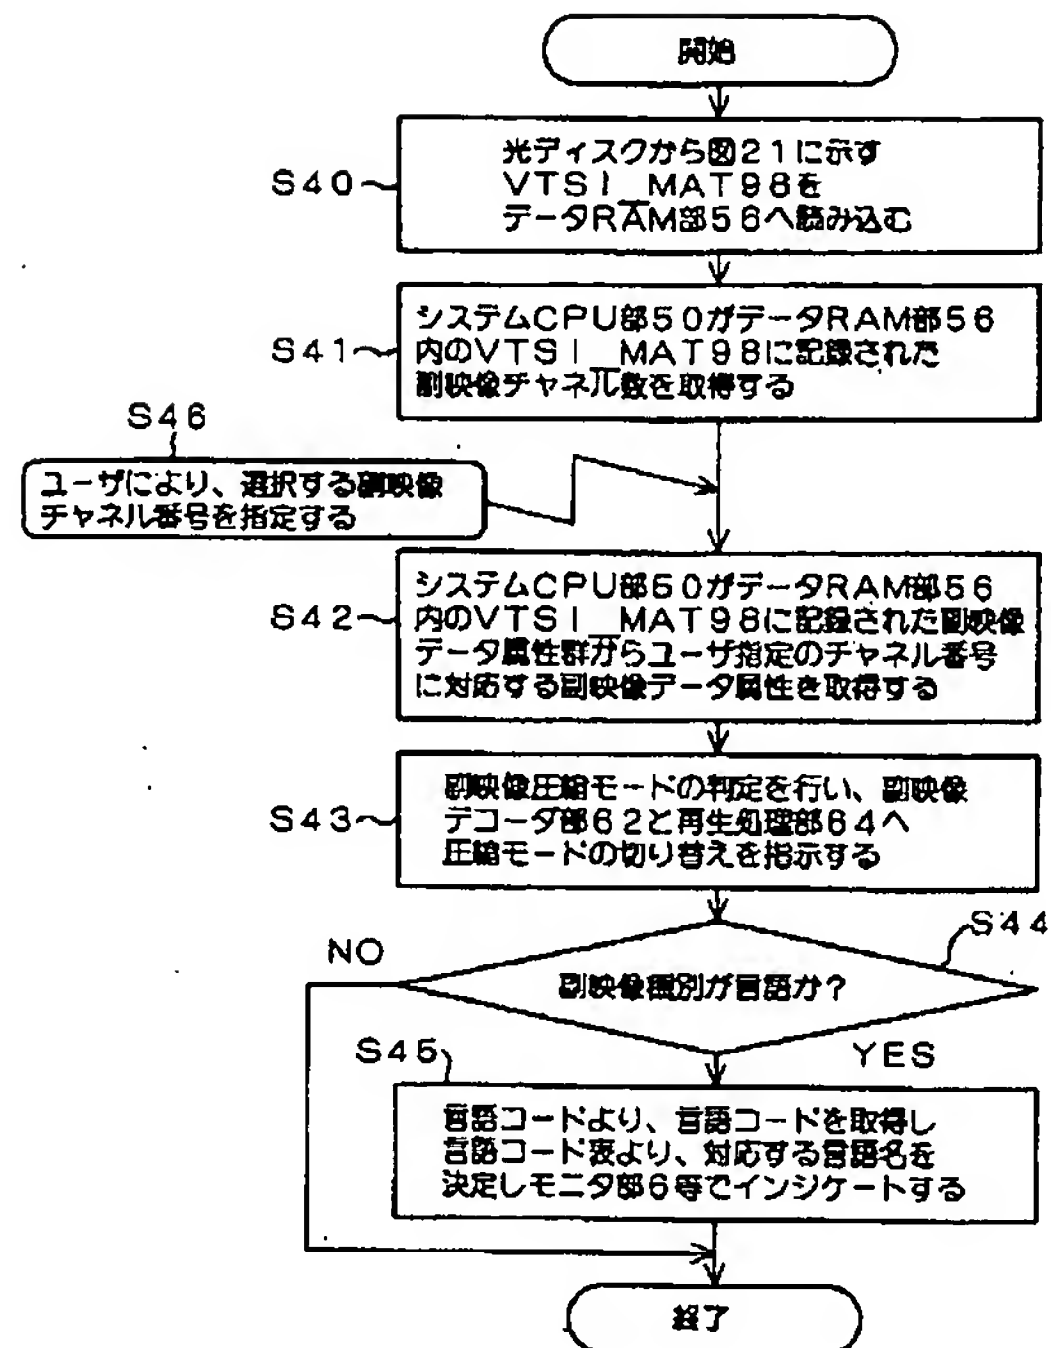 開始
S40
光ディスクから図21に示す
VTSI_MAT98を
データRAM部56へ読み込む
S41
システムCPU部50がデータRAM部56
内のVTSI_MAT98に記録された
副映像チャネル数を取得する
S46
ユーザにより、選択する副映像
チャネル番号を指定する
S42
システムCPU部50がデータRAM部56
内のVTSI_MAT98に記録された副映像
データ属性群からユーザ指定のチャネル番号
に対応する副映像データ属性を取得する
S43
副映像圧縮モードの判定を行い、副映像
デコーダ部62と再生処理部64へ
圧縮モードの切り替えを指示する
S44
NO
副映像種別が言語か?
S45
YES
言語コードより、言語コードを取得し
言語コード表より、対応する言語名を
決定しモニタ部6等でインジケートする
終了